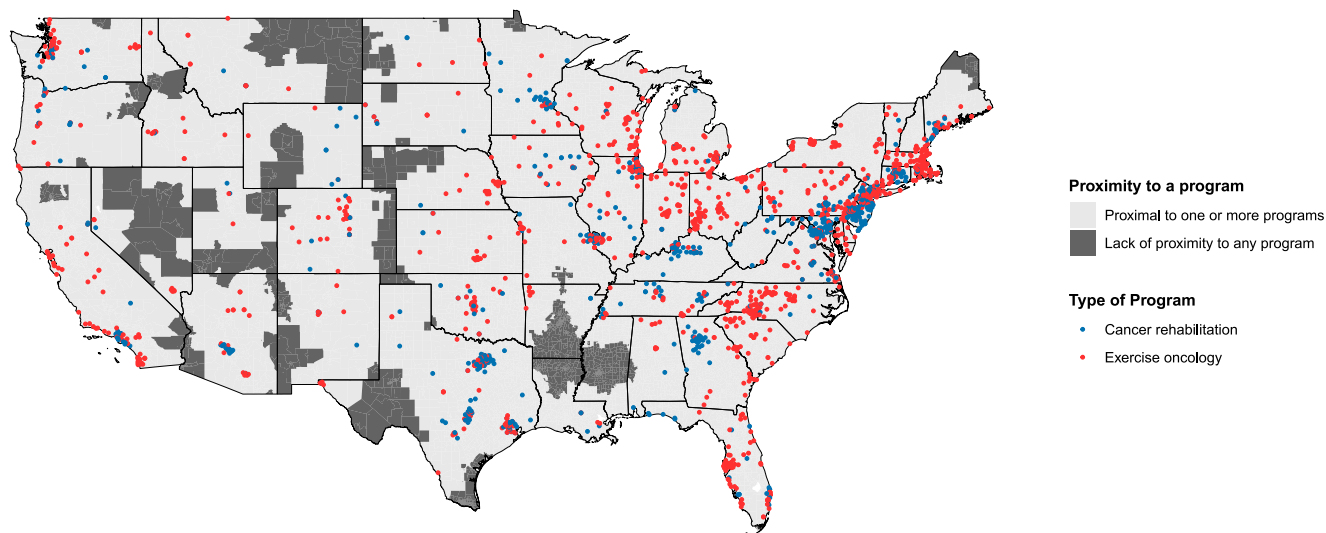 Proximity to a program
Proximal to one or more programs
Lack of proximity to any program
Type of Program
Cancer rehabilitation
Exercise oncology